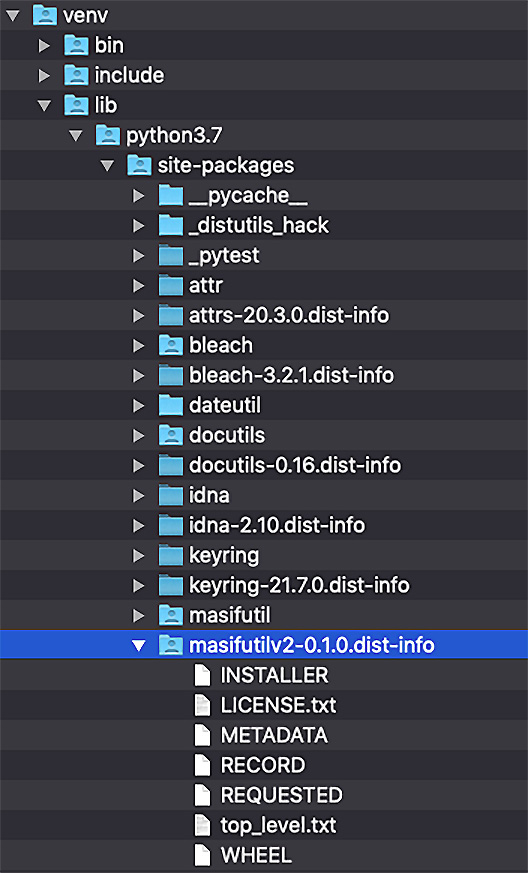 venv
bin
include
lib
python3.7
site-packages
__pycache__
_distutils_hack
_pytest
attr
attrs-20.3.0.dist-info
bleach
bleach-3.2.1.dist-info
dateutil
docutils
docutils-0.16.dist-info
idna
idna-2.10.dist-info
keyring
keyring-21.7.0.dist-info
masifutil
masifutilv2-0.1.0.dist-info
INSTALLER
LICENSE.txt
METADATA
RECORD
REQUESTED
top_level.txt
WHEEL